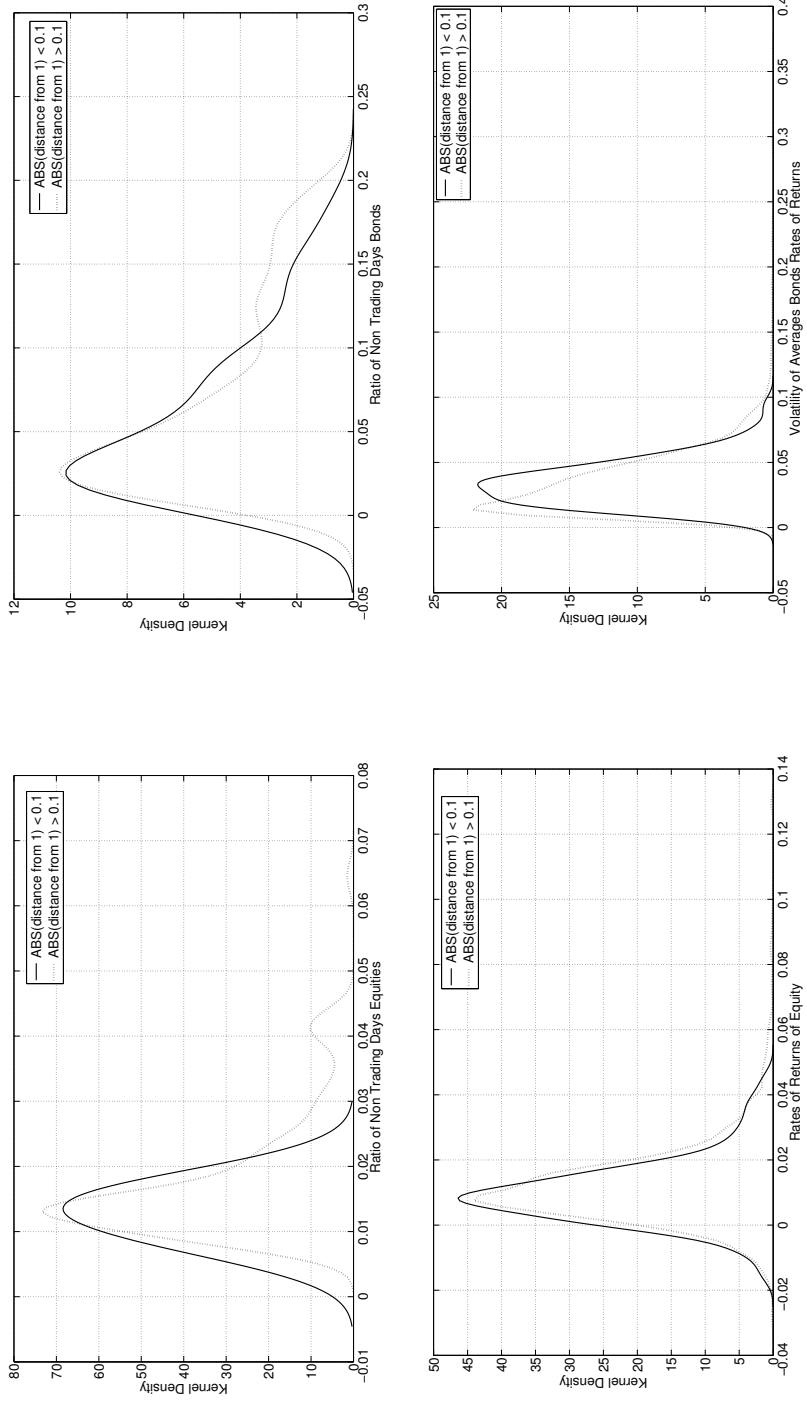 80
70
60
50
40
30
20
10
0
Kernel Density
ABS(distance from 1) < 0.1
ABS(distance from 1) > 0.1
−0.01 0 0.01 0.02 0.03 0.04 0.05 0.06 0.07 0.08
Ratio of Non Trading Days Equities
12
10
8
6
4
2
0
Kernel Density
ABS(distance from 1) < 0.1
ABS(distance from 1) > 0.1
−0.05 0 0.05 0.1 0.15 0.2 0.25 0.3
Ratio of Non Trading Days Bonds
50
45
40
35
30
25
20
15
10
5
0
Kernel Density
ABS(distance from 1) < 0.1
ABS(distance from 1) > 0.1
−0.04 −0.02 0 0.02 0.04 0.06 0.08 0.1 0.12 0.14
Rates of Returns of Equity
25
20
15
10
5
0
Kernel Density
ABS(distance from 1) < 0.1
ABS(distance from 1) > 0.1
−0.05 0 0.05 0.1 0.15 0.2 0.25 0.3 0.35 0.4
Volatility of Averages Bonds Rates of Returns